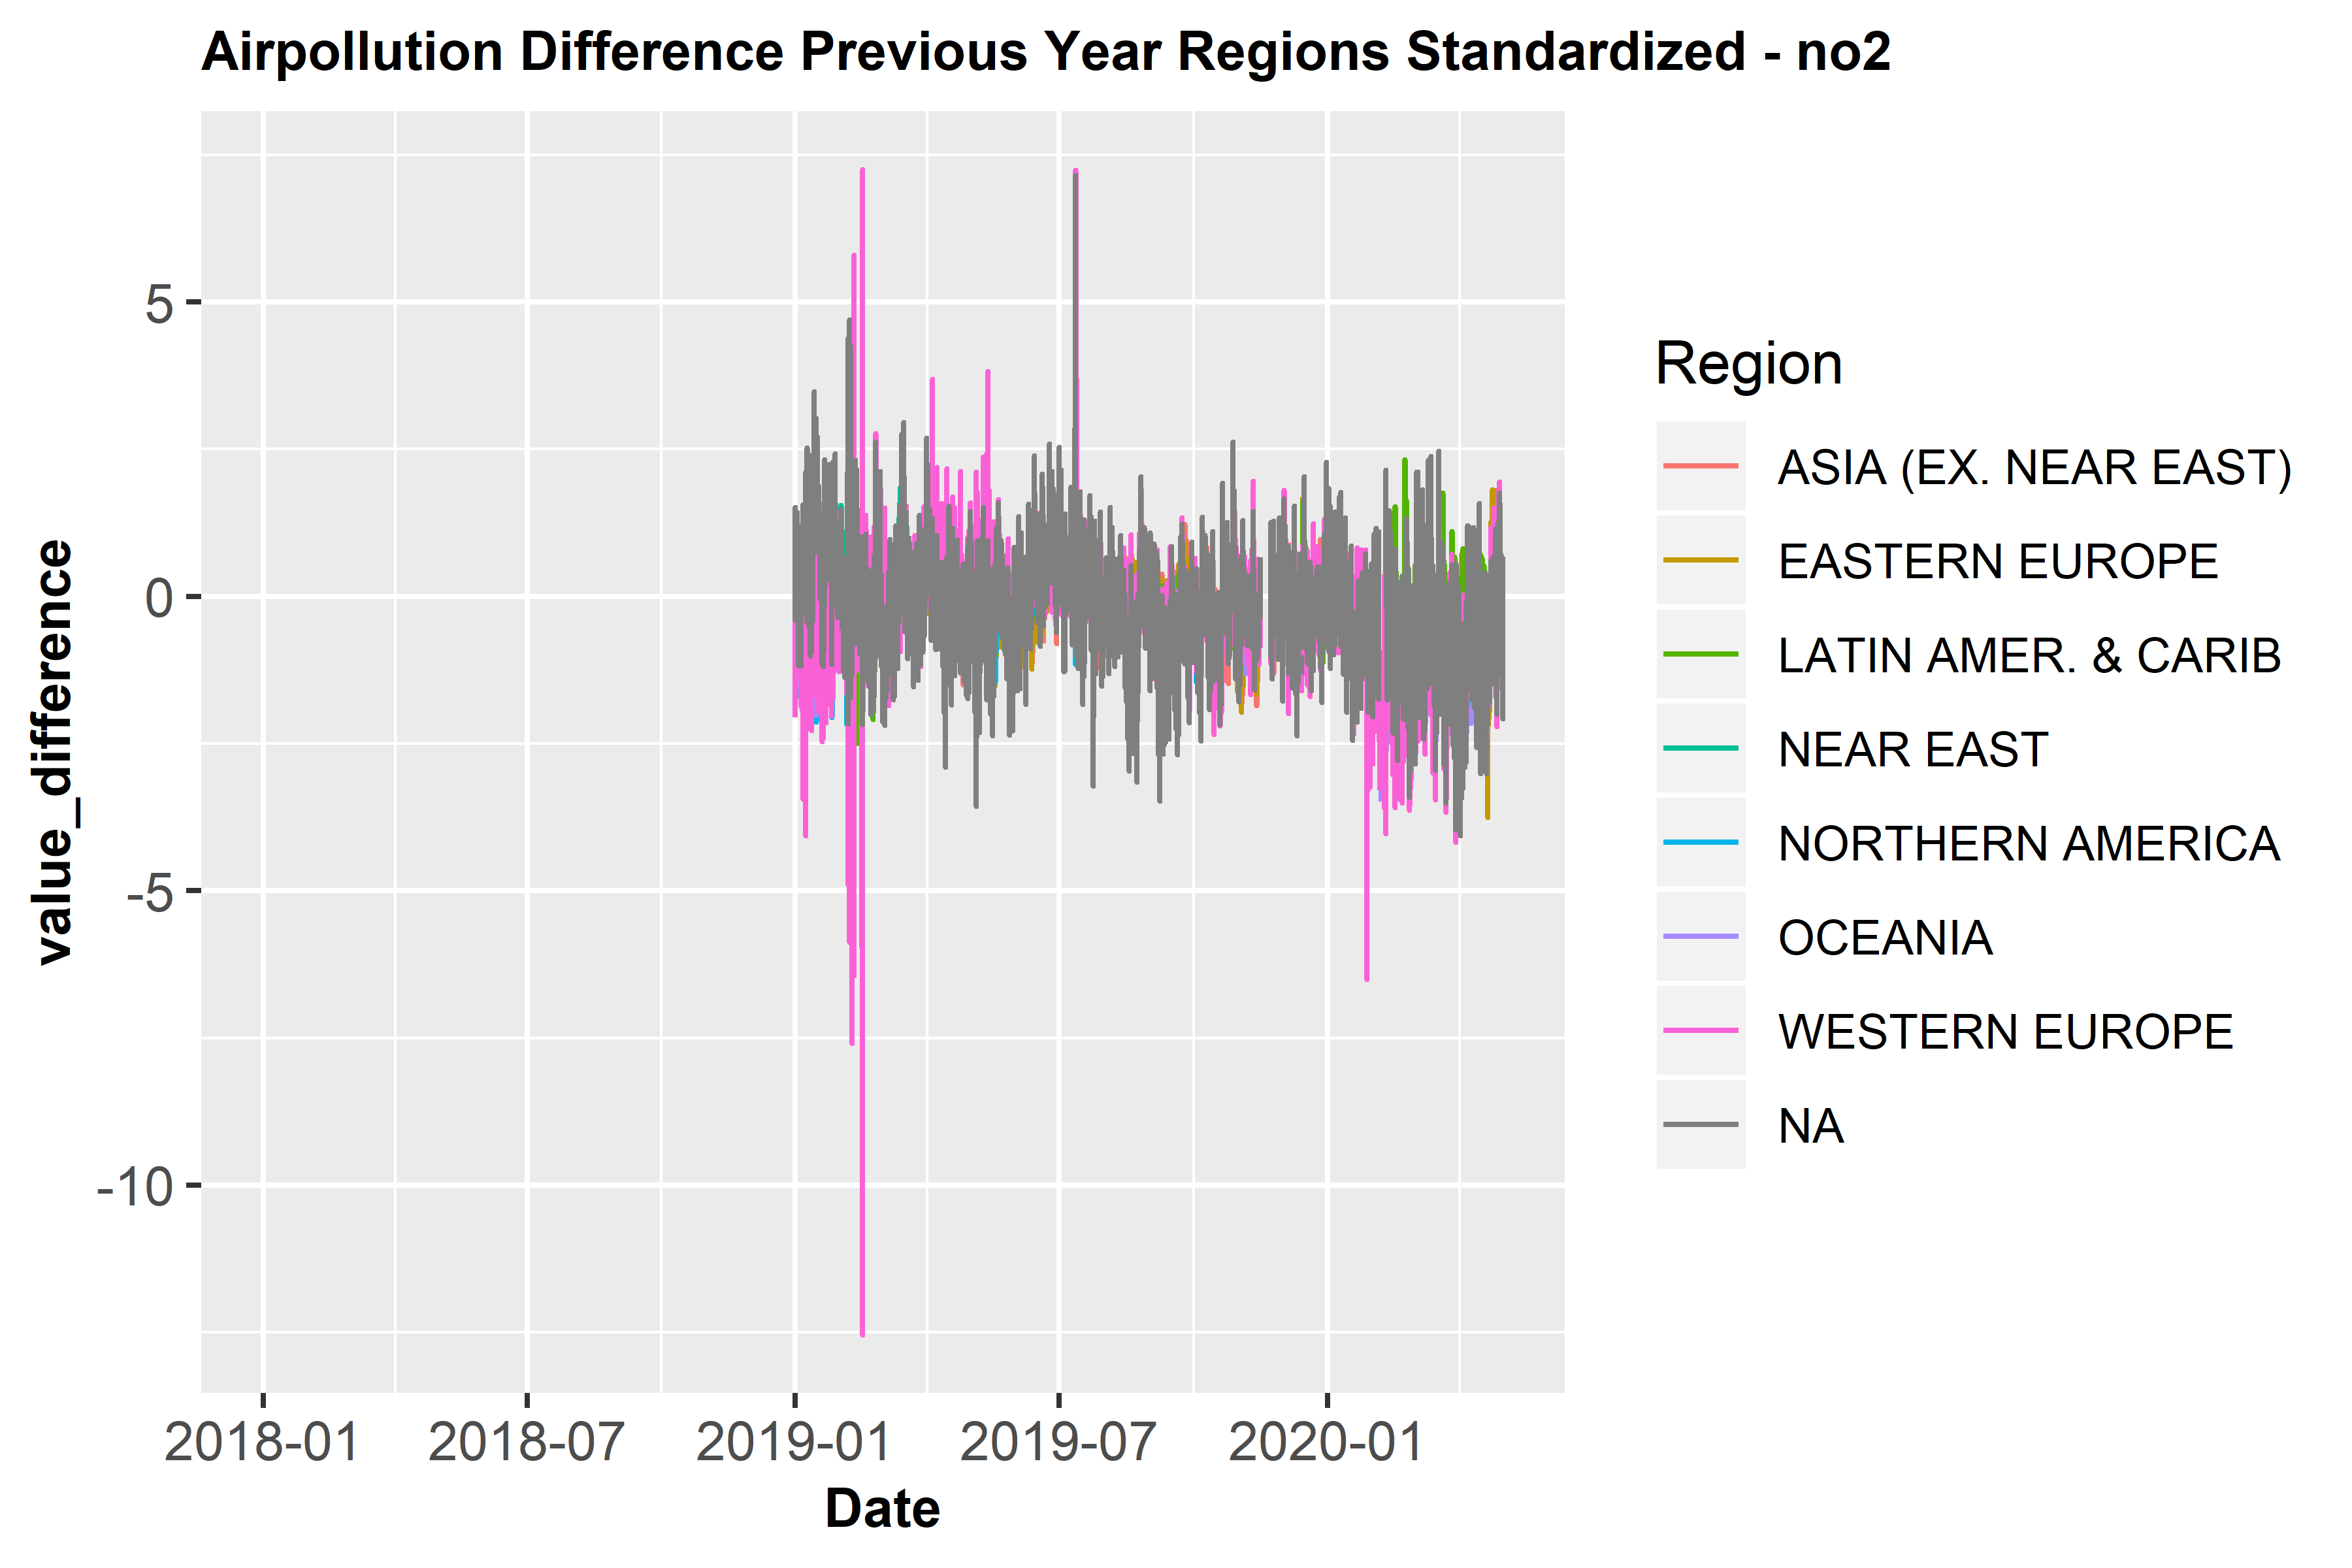 Airpollution Difference Previous Year Regions Standardized - no2
value_difference
5
0
-5
-10
2018-01
2018-07
2019-01
2019-07
2020-01
Date
Region
ASIA (EX. NEAR EAST)
EASTERN EUROPE
LATIN AMER. & CARIB
NEAR EAST
NORTHERN AMERICA
OCEANIA
WESTERN EUROPE
NA